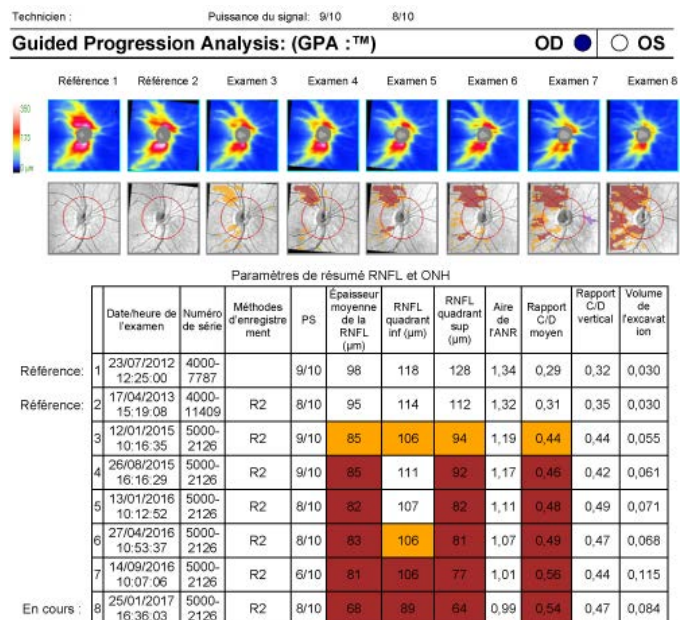 Technicien : Puissance du signal: 9/10 8/10
Guided Progression Analysis: (GPA :™) OD OS
Référence 1 Référence 2 Examen 3 Examen 4 Examen 5 Examen 6 Examen 7 Examen 8
350
175
0 µm
Paramètres de résumé RNFL et ONH
Date/heure de l'examen Numéro de série Méthodes d'enregistre ment PS Épaisseur moyenne de la RNFL (µm) RNFL quadrant inf (µm) RNFL quadrant sup (µm) Aire de l'ANR Rapport C/D moyen Rapport C/D vertical Volume de l'excavat ion
Référence: 1 23/07/2012 12:25:00 4000-7787 9/10 98 118 128 1,34 0,29 0,32 0,030
Référence: 2 17/04/2013 15:19:08 4000-11409 R2 8/10 95 114 112 1,32 0,31 0,35 0,030
3 12/01/2015 10:16:35 5000-2126 R2 9/10 85 106 94 1,19 0,44 0,44 0,055
4 26/08/2015 16:16:29 5000-2126 R2 9/10 85 111 92 1,17 0,46 0,42 0,061
5 13/01/2016 10:12:52 5000-2126 R2 8/10 82 107 82 1,11 0,48 0,49 0,071
6 27/04/2016 10:53:37 5000-2126 R2 8/10 83 106 81 1,07 0,49 0,47 0,068
7 14/09/2016 10:07:06 5000-2126 R2 6/10 81 106 77 1,01 0,56 0,44 0,115
En cours : 8 25/01/2017 16:36:03 5000-2126 R2 8/10 68 89 64 0,99 0,54 0,47 0,084